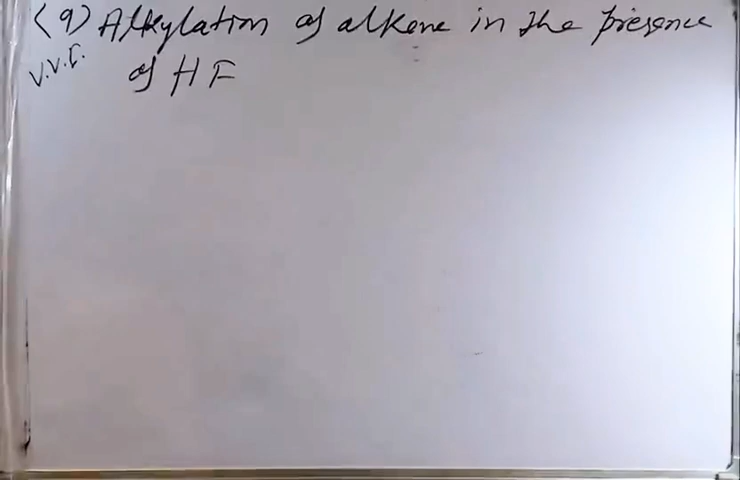 (9) Alkylation of alkene in the presence
V.V.I. of HF